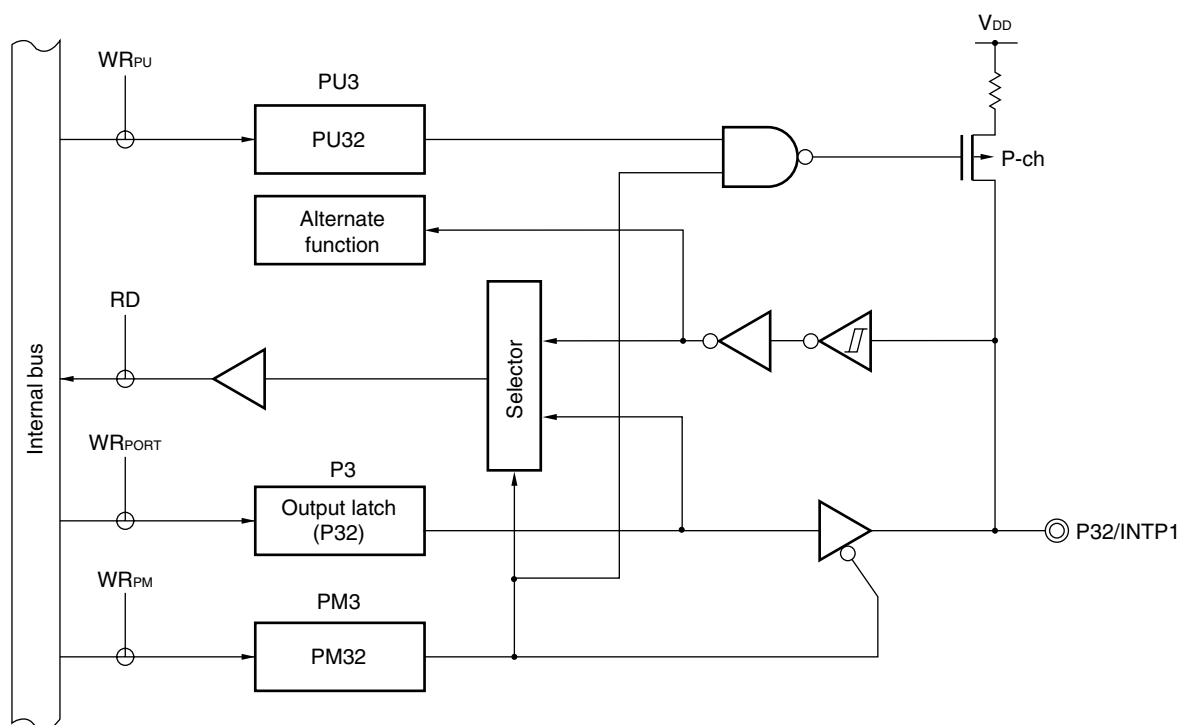 VDD
WRPU
PU3
PU32
P-ch
Alternate
function
RD
Selector
Internal bus
WRPORT
P3
Output latch
(P32)
P32/INTP1
WRPM
PM3
PM32